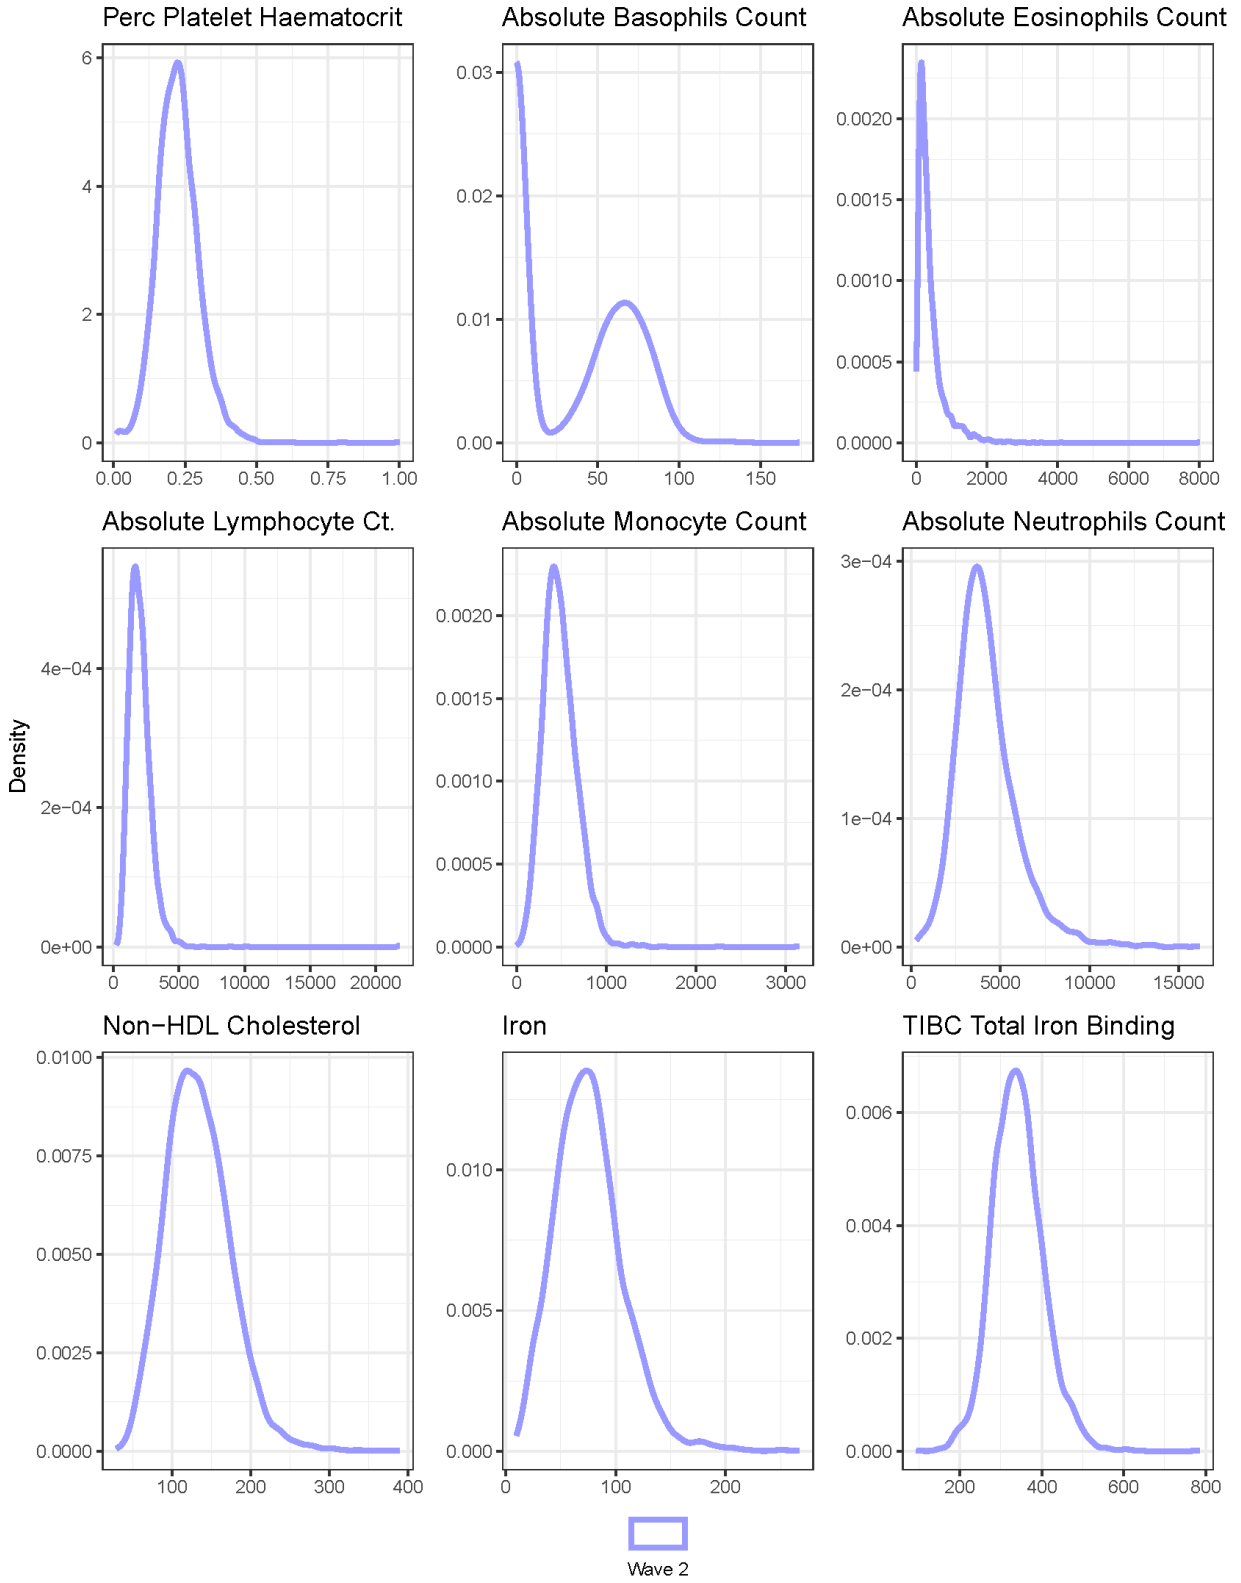 Perc Platelet Haematocrit
Absolute Basophils Count
Absolute Eosinophils Count
6
4
2
0
0.00 0.25 0.50 0.75 1.00
0.03
0.02
0.01
0.00
0 50 100 150
0.0020
0.0015
0.0010
0.0005
0.0000
0 2000 4000 6000 8000
Absolute Lymphocyte Ct.
Absolute Monocyte Count
Absolute Neutrophils Count
Density
4e−04
2e−04
0e+00
0 5000 10000 15000 20000
0.0020
0.0015
0.0010
0.0005
0.0000
0 1000 2000 3000
3e−04
2e−04
1e−04
0e+00
0 5000 10000 15000
Non−HDL Cholesterol
Iron
TIBC Total Iron Binding
0.0100
0.0075
0.0050
0.0025
0.0000
100 200 300 400
0.010
0.005
0.000
0 100 200
0.006
0.004
0.002
0.000
200 400 600 800
Wave 2